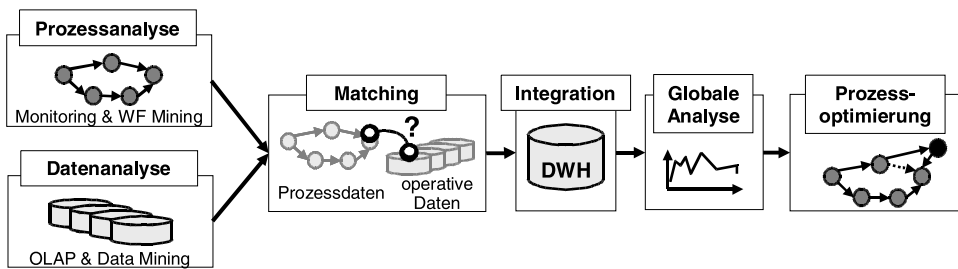 Prozessanalyse
Monitoring & WF Mining
Datenanalyse
OLAP & Data Mining
Matching
?
Prozessdaten
operative
Daten
Integration
DWH
Globale
Analyse
Prozess-
optimierung